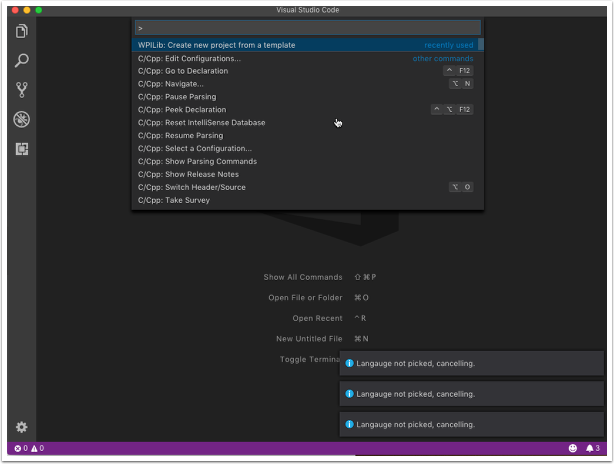 Visual Studio Code
>
WPILib: Create new project from a template recently used
C/Cpp: Edit Configurations... other commands
C/Cpp: Go to Declaration ^ F12
C/Cpp: Navigate... ⌥ N
C/Cpp: Pause Parsing
C/Cpp: Peek Declaration ^ ⌥ F12
C/Cpp: Reset IntelliSense Database
C/Cpp: Resume Parsing
C/Cpp: Select a Configuration...
C/Cpp: Show Parsing Commands
C/Cpp: Show Release Notes
C/Cpp: Switch Header/Source ⌥ O
C/Cpp: Take Survey
Show All Commands ⇧⌘P
Open File or Folder ⌘O
Open Recent ^R
New Untitled File ⌘N
Toggle Termina
Langauge not picked, cancelling.
Langauge not picked, cancelling.
Langauge not picked, cancelling.
0 0 3